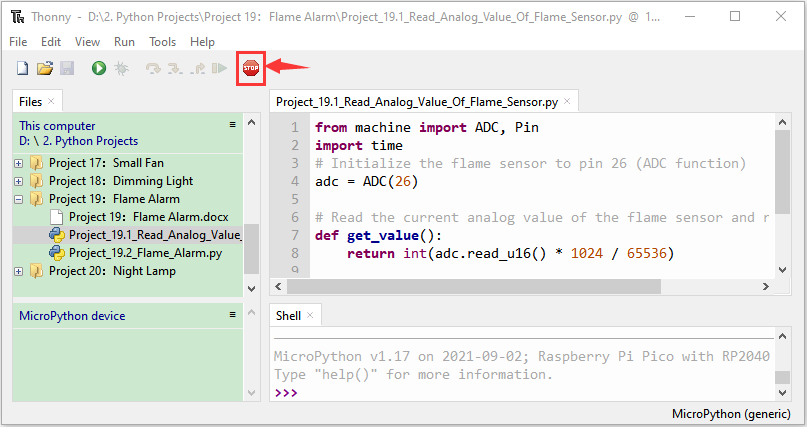 Thonny - D:\2. Python Projects\Project 19：Flame Alarm\Project_19.1_Read_Analog_Value_Of_Flame_Sensor.py @ 1...
File Edit View Run Tools Help
STOP
Files
This computer
D: \ 2. Python Projects
Project 17：Small Fan
Project 18：Dimming Light
Project 19：Flame Alarm
Project 19：Flame Alarm.docx
Project_19.1_Read_Analog_Value_
Project_19.2_Flame_Alarm.py
Project 20：Night Lamp
MicroPython device
Project_19.1_Read_Analog_Value_Of_Flame_Sensor.py
1 from machine import ADC, Pin
2 import time
3 # Initialize the flame sensor to pin 26 (ADC function)
4 adc = ADC(26)
5
6 # Read the current analog value of the flame sensor and r
7 def get_value():
8 return int(adc.read_u16() * 1024 / 65536)
9
Shell
MicroPython v1.17 on 2021-09-02; Raspberry Pi Pico with RP2040
Type "help()" for more information.
>>>
MicroPython (generic)